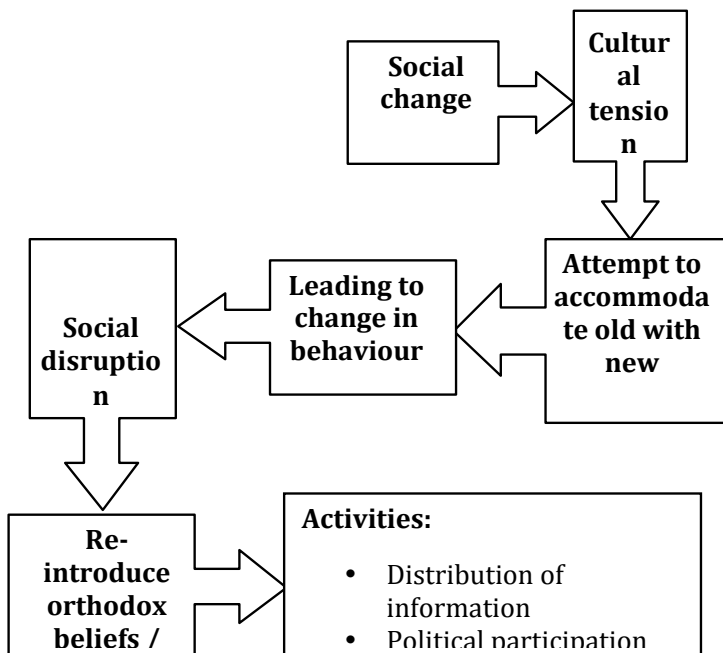 Social
change
Cultur
al
tensio
n
Attempt to
accommoda
te old with
new
Leading to
change in
behaviour
Social
disruptio
n
Re-
introduce
orthodox
beliefs /
Activities:
• Distribution of
information
• Political participation